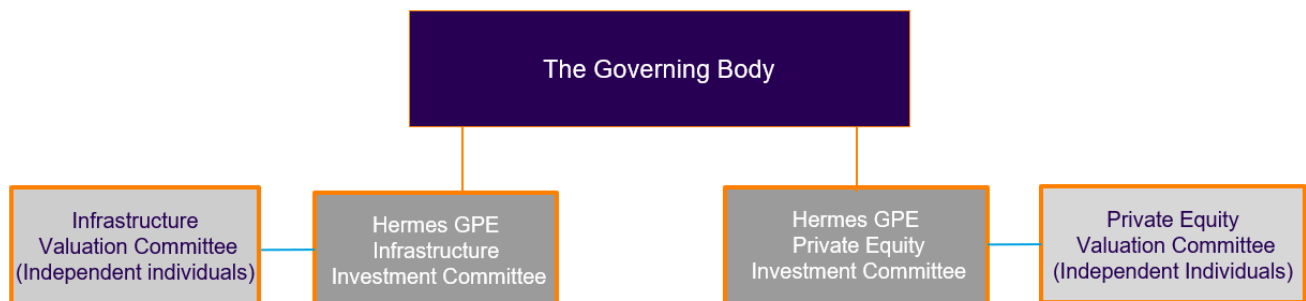 The Governing Body
Infrastructure
Valuation Committee
(Independent individuals)
Hermes GPE
Infrastructure
Investment Committee
Hermes GPE
Private Equity
Investment Committee
Private Equity
Valuation Committee
(Independent Individuals)